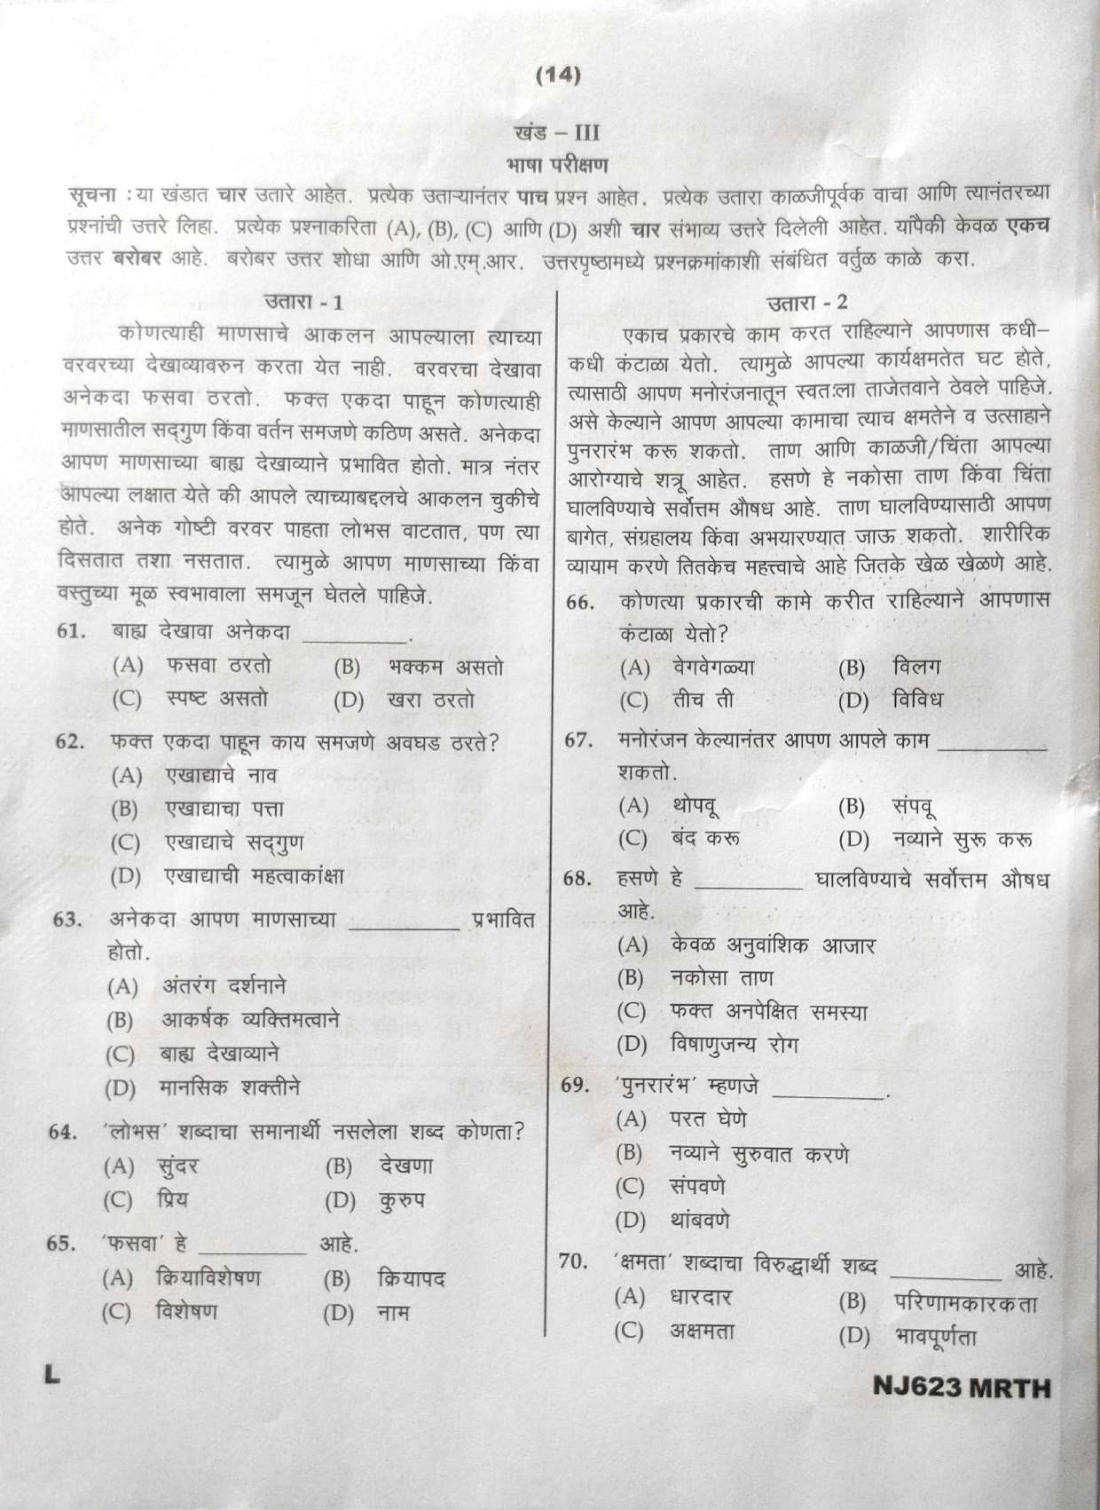 (14)
खंड – III
भाषा परीक्षण
सूचना : या खंडात चार उतारे आहेत. प्रत्येक उताऱ्यानंतर पाच प्रश्न आहेत. प्रत्येक उतारा काळजीपूर्वक वाचा आणि त्यानंतरच्या
प्रश्नांची उत्तरे लिहा. प्रत्येक प्रश्नाकरिता (A), (B), (C) आणि (D) अशी चार संभाव्य उत्तरे दिलेली आहेत. यांपैकी केवळ एकच
उत्तर बरोबर आहे. बरोबर उत्तर शोधा आणि ओ.एम्.आर. उत्तरपृष्ठामध्ये प्रश्नक्रमांकाशी संबंधित वर्तुळ काळे करा.
उतारा - 1
कोणत्याही माणसाचे आकलन आपल्याला त्याच्या
वरवरच्या देखाव्यावरुन करता येत नाही. वरवरचा देखावा
अनेकदा फसवा ठरतो. फक्त एकदा पाहून कोणत्याही
माणसातील सद्‌गुण किंवा वर्तन समजणे कठिण असते. अनेकदा
आपण माणसाच्या बाह्य देखाव्याने प्रभावित होतो. मात्र नंतर
आपल्या लक्षात येते की आपले त्याच्याबद्दलचे आकलन चुकीचे
होते. अनेक गोष्टी वरवर पाहता लोभस वाटतात, पण त्या
दिसतात तशा नसतात. त्यामुळे आपण माणसाच्या किंवा
वस्तुच्या मूळ स्वभावाला समजून घेतले पाहिजे.
61. बाह्य देखावा अनेकदा ________.
(A) फसवा ठरतो (B) भक्कम असतो
(C) स्पष्ट असतो (D) खरा ठरतो
62. फक्त एकदा पाहून काय समजणे अवघड ठरते?
(A) एखाद्याचे नाव
(B) एखाद्याचा पत्ता
(C) एखाद्याचे सद्‌गुण
(D) एखाद्याची महत्वाकांक्षा
63. अनेकदा आपण माणसाच्या ________ प्रभावित
होतो.
(A) अंतरंग दर्शनाने
(B) आकर्षक व्यक्तिमत्वाने
(C) बाह्य देखाव्याने
(D) मानसिक शक्तीने
64. 'लोभस' शब्दाचा समानार्थी नसलेला शब्द कोणता?
(A) सुंदर (B) देखणा
(C) प्रिय (D) कुरुप
65. 'फसवा' हे ________ आहे.
(A) क्रियाविशेषण (B) क्रियापद
(C) विशेषण (D) नाम
उतारा - 2
एकाच प्रकारचे काम करत राहिल्याने आपणास कधी–
कधी कंटाळा येतो. त्यामुळे आपल्या कार्यक्षमतेत घट होते,
त्यासाठी आपण मनोरंजनातून स्वतःला ताजेतवाने ठेवले पाहिजे.
असे केल्याने आपण आपल्या कामाचा त्याच क्षमतेने व उत्साहाने
पुनरारंभ करू शकतो. ताण आणि काळजी/चिंता आपल्या
आरोग्याचे शत्रू आहेत. हसणे हे नकोसा ताण किंवा चिंता
घालविण्याचे सर्वोत्तम औषध आहे. ताण घालविण्यासाठी आपण
बागेत, संग्रहालय किंवा अभयारण्यात जाऊ शकतो. शारीरिक
व्यायाम करणे तितकेच महत्त्वाचे आहे जितके खेळ खेळणे आहे.
66. कोणत्या प्रकारची कामे करीत राहिल्याने आपणास
कंटाळा येतो?
(A) वेगवेगळ्या (B) विलग
(C) तीच ती (D) विविध
67. मनोरंजन केल्यानंतर आपण आपले काम ________
शकतो.
(A) थोपवू (B) संपवू
(C) बंद करू (D) नव्याने सुरू करू
68. हसणे हे ________ घालविण्याचे सर्वोत्तम औषध
आहे.
(A) केवळ अनुवांशिक आजार
(B) नकोसा ताण
(C) फक्त अनपेक्षित समस्या
(D) विषाणुजन्य रोग
69. 'पुनरारंभ' म्हणजे ________.
(A) परत घेणे
(B) नव्याने सुरुवात करणे
(C) संपवणे
(D) थांबवणे
70. 'क्षमता' शब्दाचा विरुद्धार्थी शब्द ________ आहे.
(A) धारदार (B) परिणामकारकता
(C) अक्षमता (D) भावपूर्णता
L
NJ623 MRTH